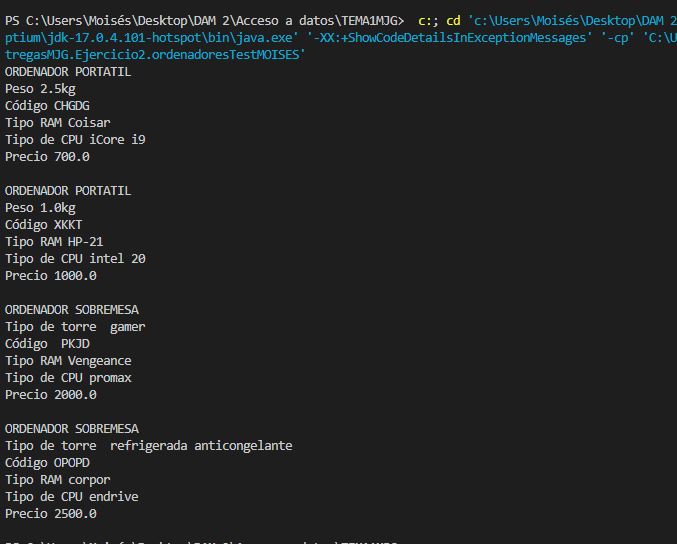 PS C:\Users\Moisés\Desktop\DAM 2\Acceso a datos\TEMA1MJG>  c:; cd 'c:\Users\Moisés\Desktop\DAM 2
ptium\jdk-17.0.4.101-hotspot\bin\java.exe' '-XX:+ShowCodeDetailsInExceptionMessages' '-cp' 'C:\U
tregasMJG.Ejercicio2.ordenadoresTestMOISES'
ORDENADOR PORTATIL
Peso 2.5kg
Código CHGDG
Tipo RAM Coisar
Tipo de CPU iCore i9
Precio 700.0
ORDENADOR PORTATIL
Peso 1.0kg
Código XKKT
Tipo RAM HP-21
Tipo de CPU intel 20
Precio 1000.0
ORDENADOR SOBREMESA
Tipo de torre  gamer
Código  PKJD
Tipo RAM Vengeance
Tipo de CPU promax
Precio 2000.0
ORDENADOR SOBREMESA
Tipo de torre  refrigerada anticongelante
Código OPOPD
Tipo RAM corpor
Tipo de CPU endrive
Precio 2500.0